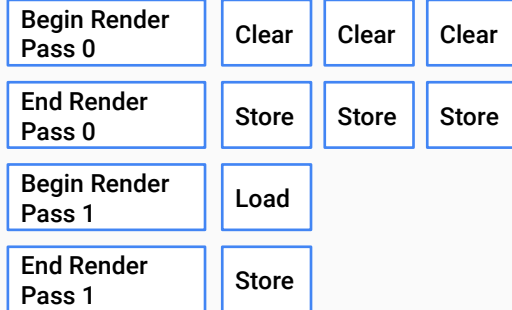 Begin Render
Pass 0
Clear
Clear
Clear
End Render
Pass 0
Store
Store
Store
Begin Render
Pass 1
Load
End Render
Pass 1
Store